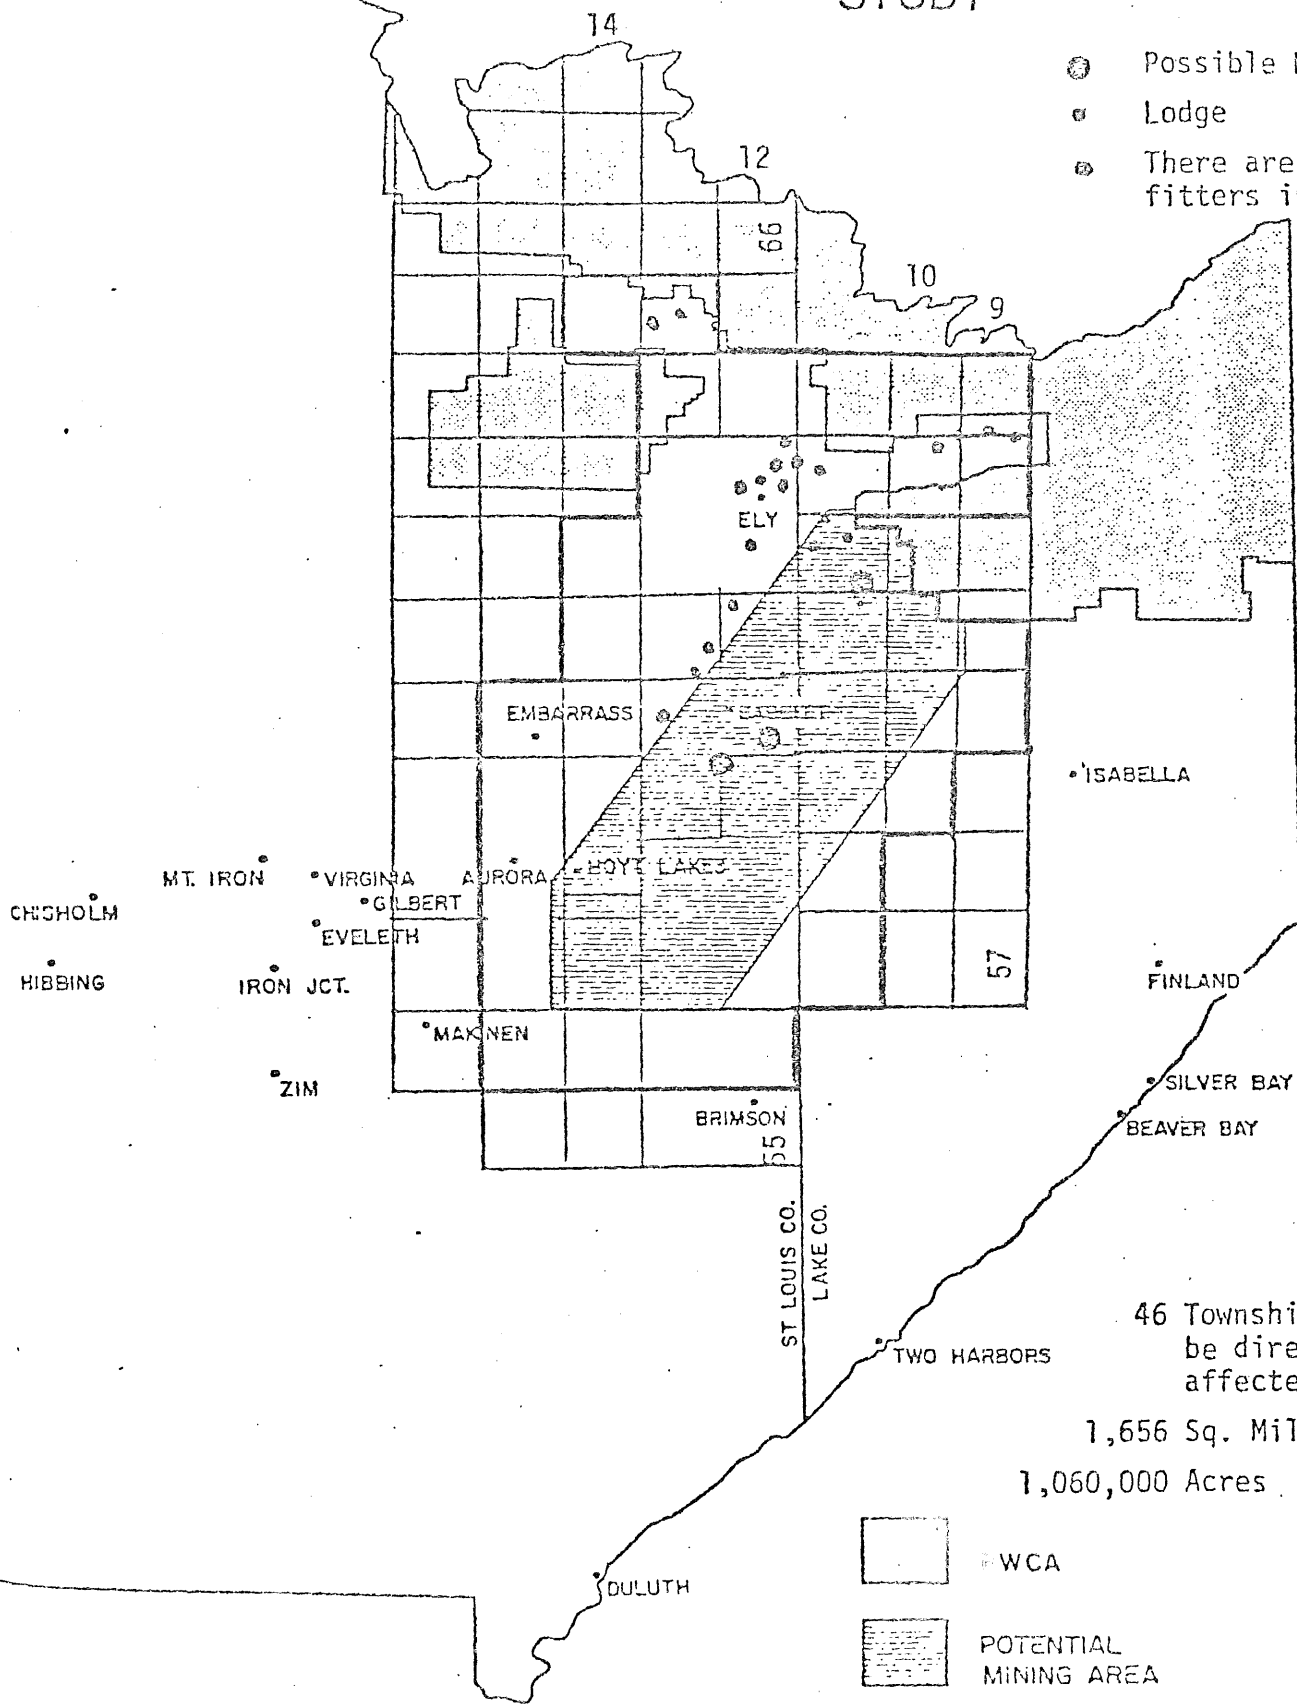 STUDY
14
Possible
Lodge
There are
fitters
12
66
10
9
ELY
EMBARRASS
BABBITT
ISABELLA
MT. IRON
VIRGINIA
AURORA
HOYT LAKES
CHISHOLM
GILBERT
EVELETH
HIBBING
IRON JCT.
57
FINLAND
MAKINEN
ZIM
SILVER BAY
BRIMSON
BEAVER BAY
55
ST LOUIS CO.
LAKE CO.
46 Townshi
be dire
affecte
TWO HARBORS
1,656 Sq. Mil
1,060,000 Acres
WCA
DULUTH
POTENTIAL
MINING AREA